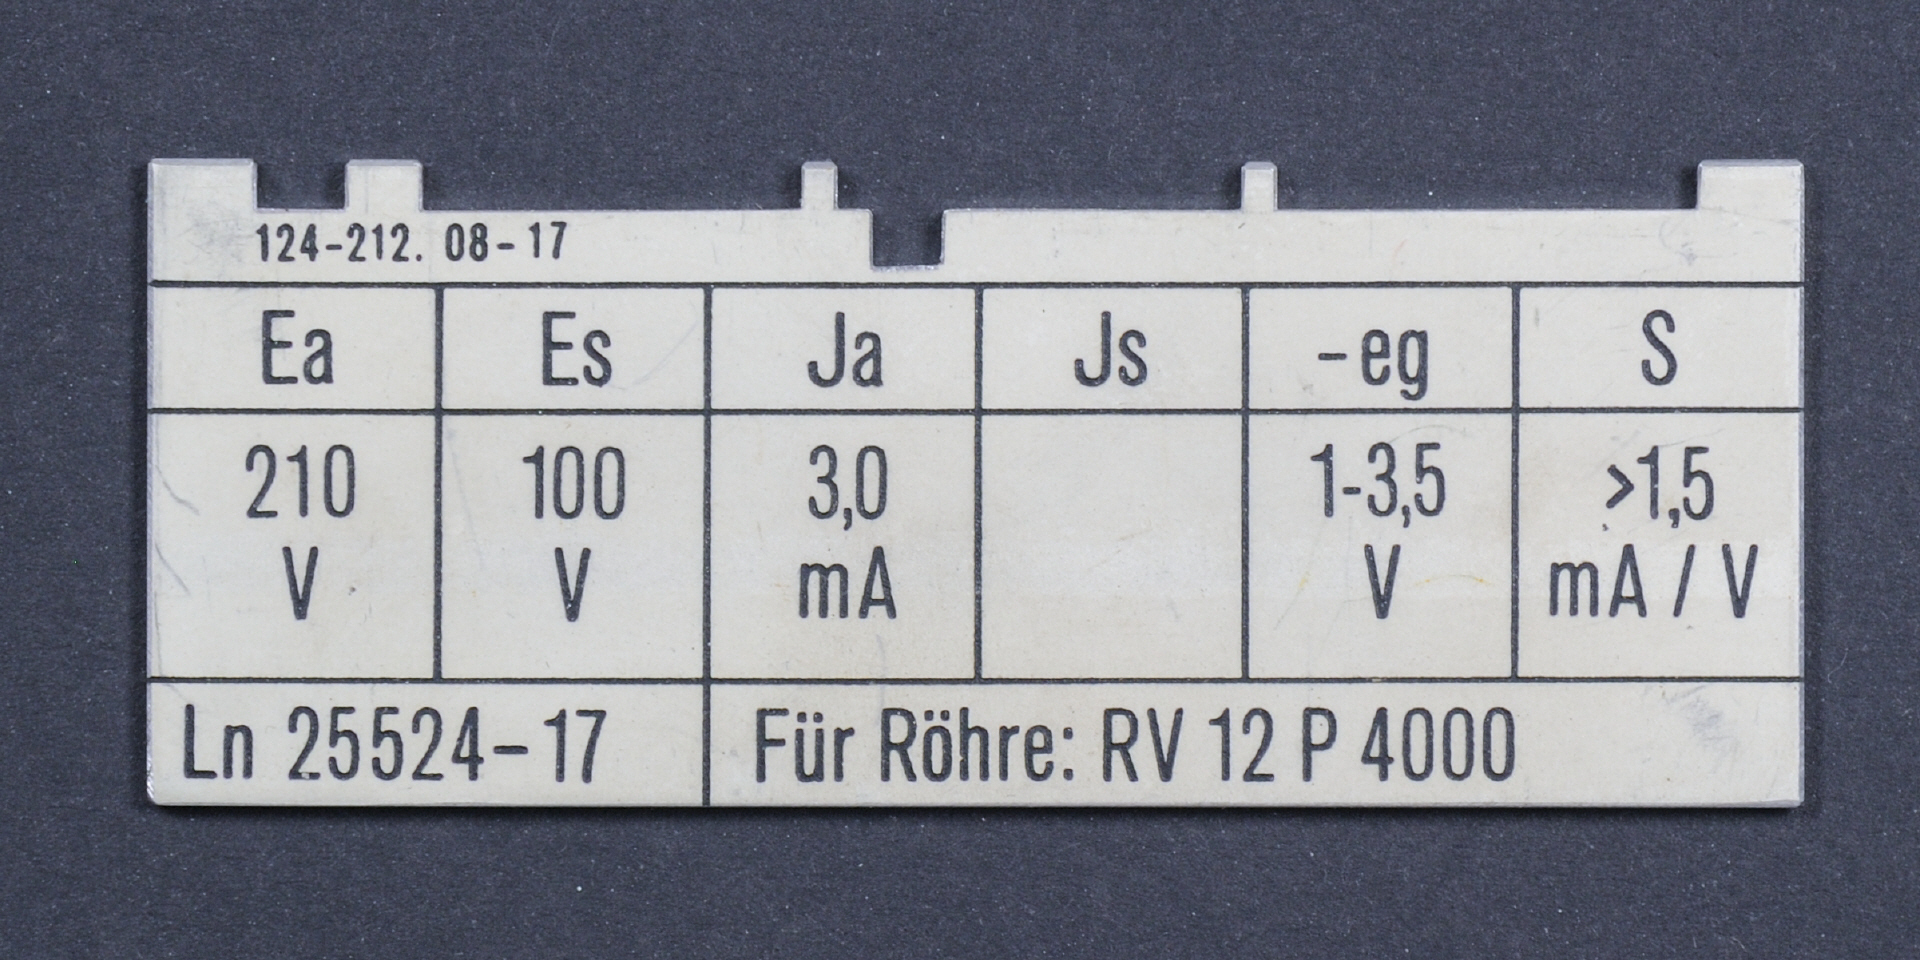 124-212. 08-17
Ea Es Ja Js -eg S
210 100 3,0 1-3,5 >1,5
V V mA V mA / V
Ln 25524-17 Für Röhre: RV 12 P 4000